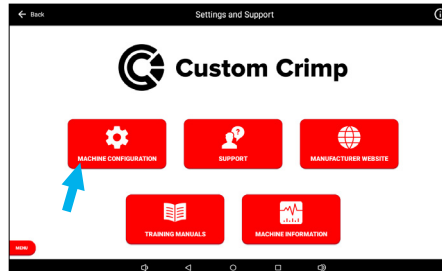 Back
Settings and Support
Custom Crimp
MACHINE CONFIGURATION
SUPPORT
MANUFACTURER WEBSITE
TRAINING MANUALS
MACHINE INFORMATION
MENU